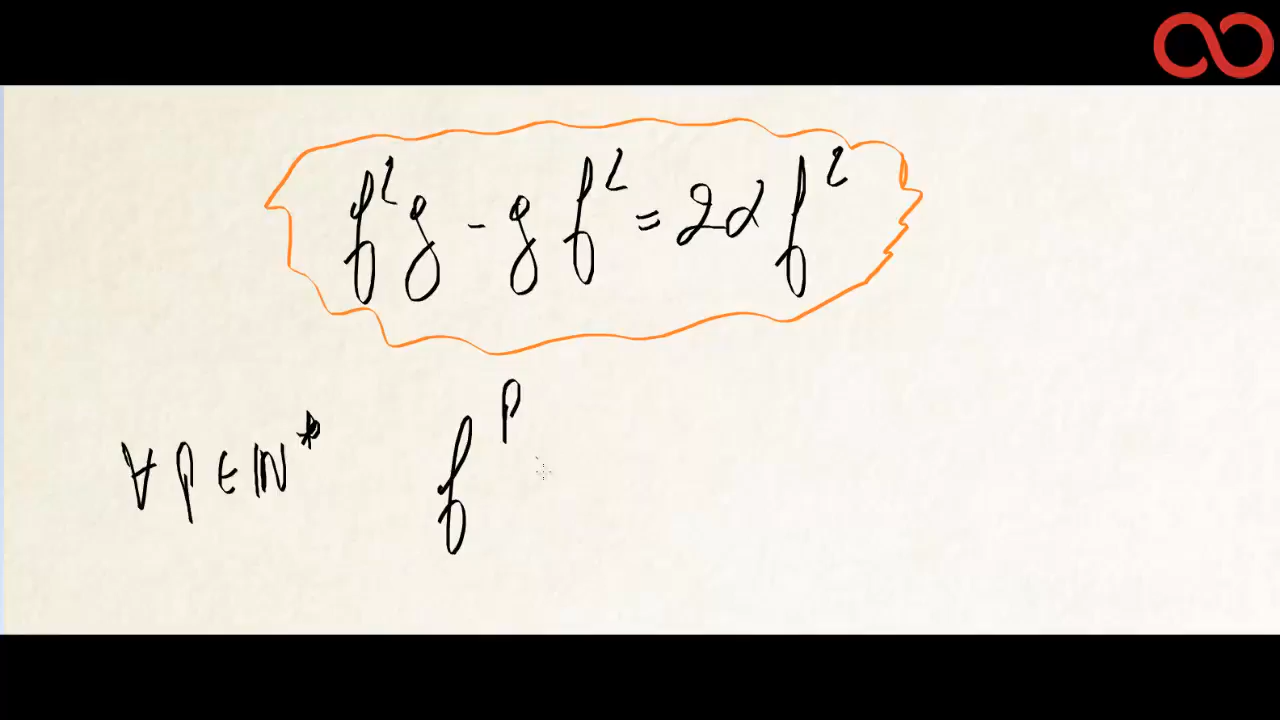 f²g - gf² = 2αf²
∀ p ∈ ℕ* f^p